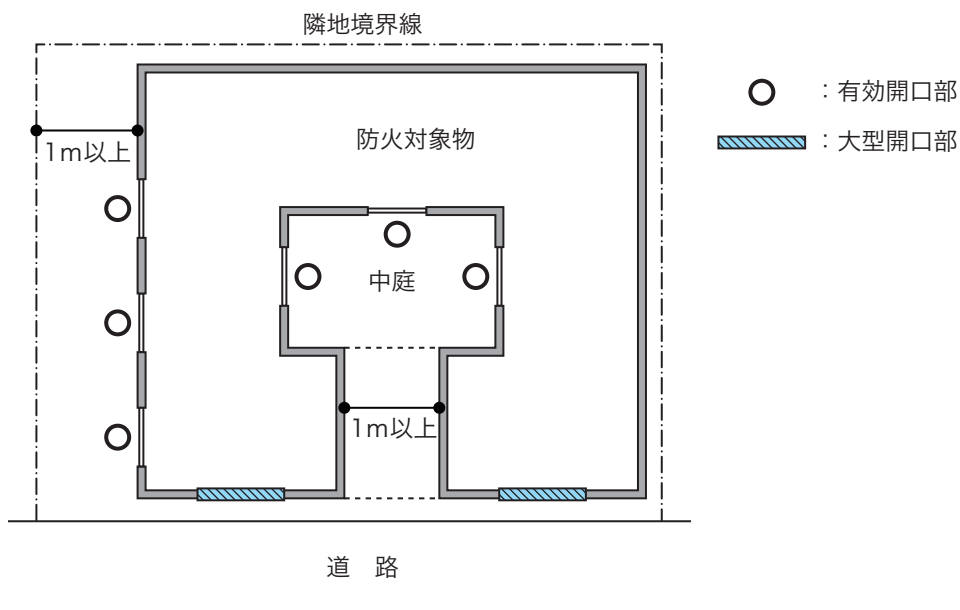 隣地境界線
：有効開口部
防火対象物
：大型開口部
1m以上
中庭
1m以上
道　路